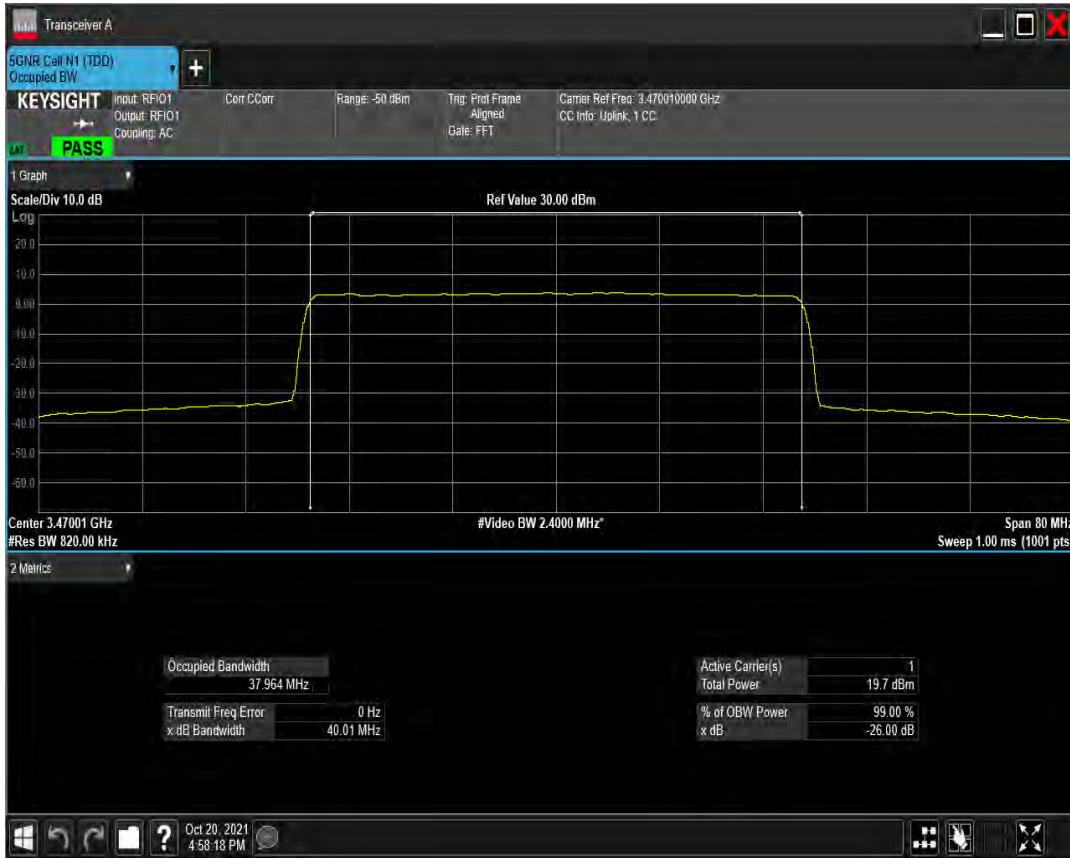 Transceiver A
5GNR Cell N1 (TDD)
Occupied BW
+
KEYSIGHT
PASS
Input: RFIO1
Output: RFIO1
Coupling: AC
Corr CCorr
Range: -50 dBm
Trig: Prot Frame
Aligned
Gate: FFT
Carrier Ref Freq: 3.470010000 GHz
CC Info: Uplink, 1 CC
1 Graph
Scale/Div 10.0 dB
Ref Value 30.00 dBm
Log
20.0
10.0
0.00
-10.0
-20.0
-30.0
-40.0
-50.0
-60.0
Center 3.47001 GHz
#Video BW 2.4000 MHz*
Span 80 MHz
#Res BW 820.00 kHz
Sweep 1.00 ms (1001 pts
2 Metrics
Occupied Bandwidth
37.964 MHz
Transmit Freq Error 0 Hz
x dB Bandwidth 40.01 MHz
Active Carrier(s) 1
Total Power 19.7 dBm
% of OBW Power 99.00 %
x dB -26.00 dB
?
Oct 20, 2021
4:58:18 PM